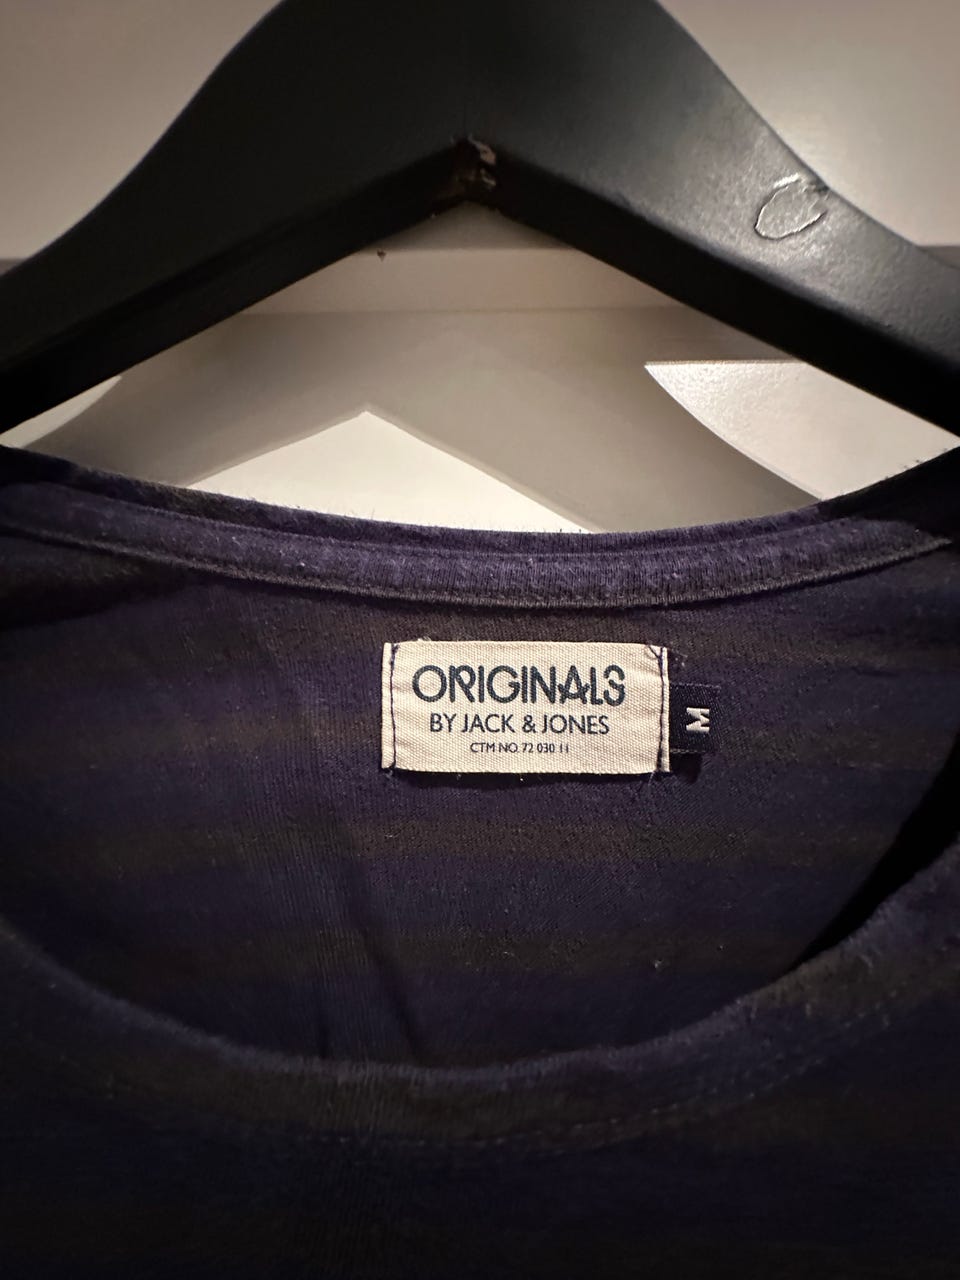 ORIGINALS
BY JACK & JONES
CTM NO 72 030 11
M